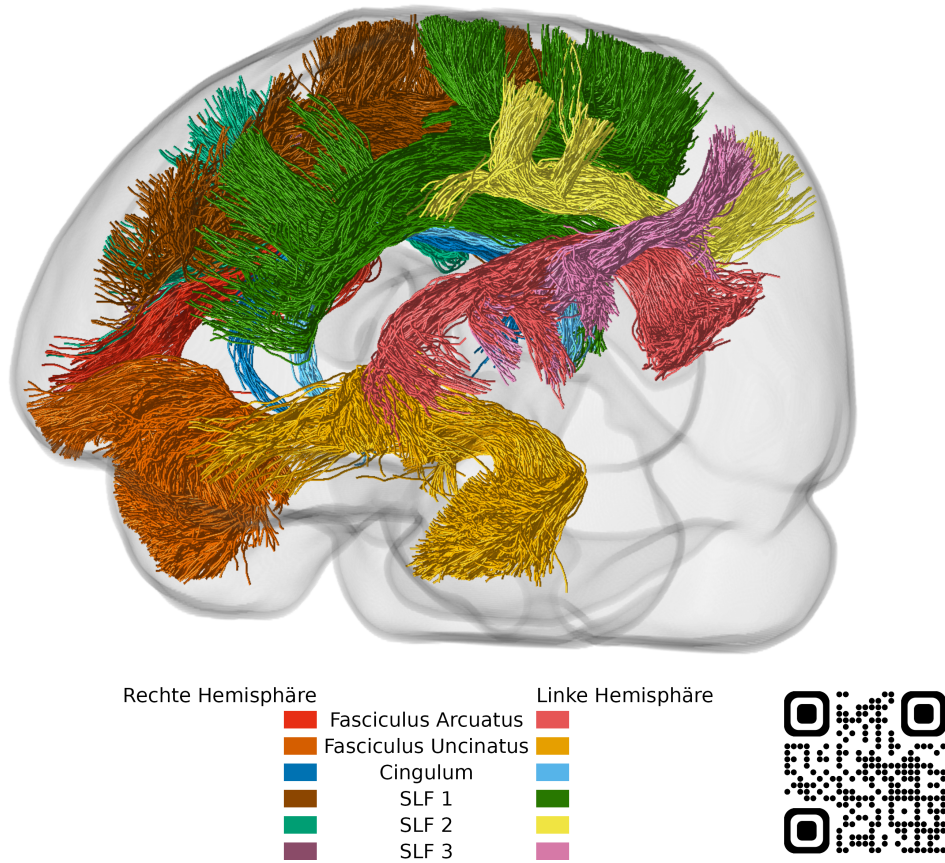 Rechte Hemisphäre Linke Hemisphäre
Fasciculus Arcuatus
Fasciculus Uncinatus
Cingulum
SLF 1
SLF 2
SLF 3